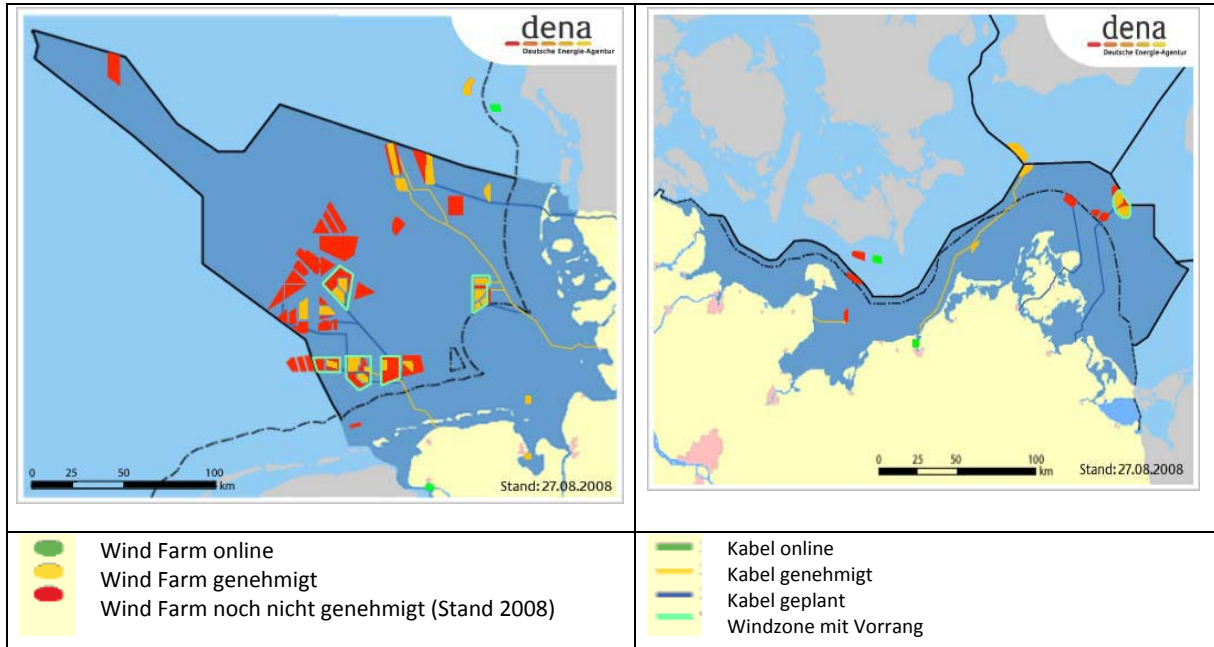 dena
Deutsche Energie-Agentur
0 25 50 100
km
Stand: 27.08.2008
dena
Deutsche Energie-Agentur
0 25 50 100
km
Stand: 27.08.2008
Wind Farm online
Wind Farm genehmigt
Wind Farm noch nicht genehmigt (Stand 2008)
Kabel online
Kabel genehmigt
Kabel geplant
Windzone mit Vorrang